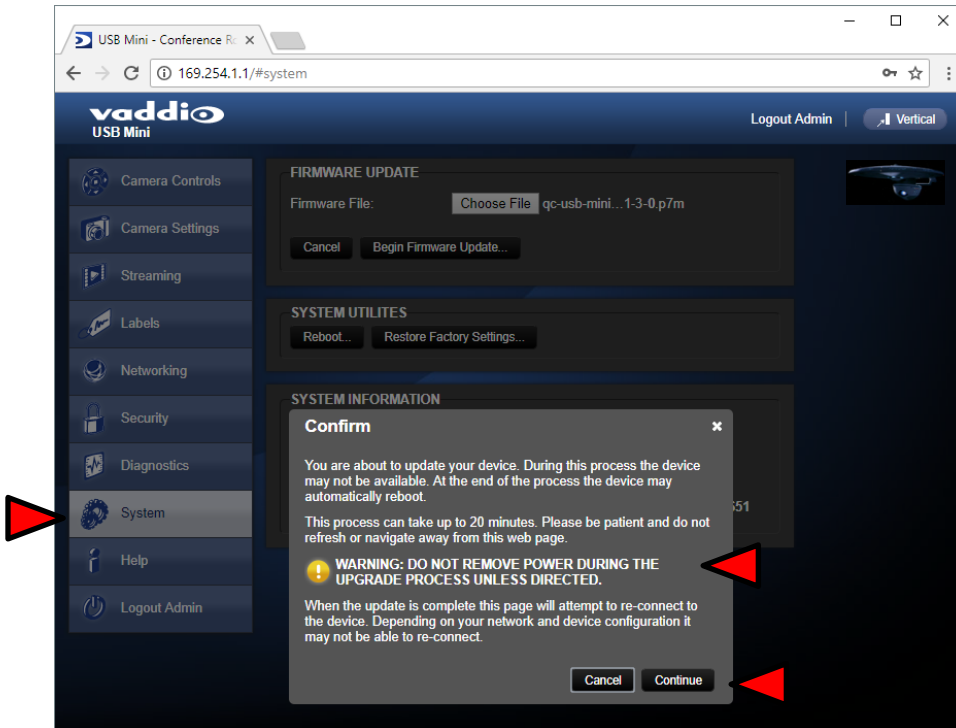 USB Mini - Conference Ro
169.254.1.1/#system
vaddio
USB Mini
Logout Admin
Vertical
Camera Controls
Camera Settings
Streaming
Labels
Networking
Security
Diagnostics
System
Help
Logout Admin
FIRMWARE UPDATE
Firmware File: Choose File qc-usb-mini...1-3-0.p7m
Cancel Begin Firmware Update...
SYSTEM UTILITES
Reboot... Restore Factory Settings...
SYSTEM INFORMATION
551
Confirm
You are about to update your device. During this process the device
may not be available. At the end of the process the device may
automatically reboot.
This process can take up to 20 minutes. Please be patient and do not
refresh or navigate away from this web page.
WARNING: DO NOT REMOVE POWER DURING THE
UPGRADE PROCESS UNLESS DIRECTED.
When the update is complete this page will attempt to re-connect to
the device. Depending on your network and device configuration it
may not be able to re-connect.
Cancel Continue